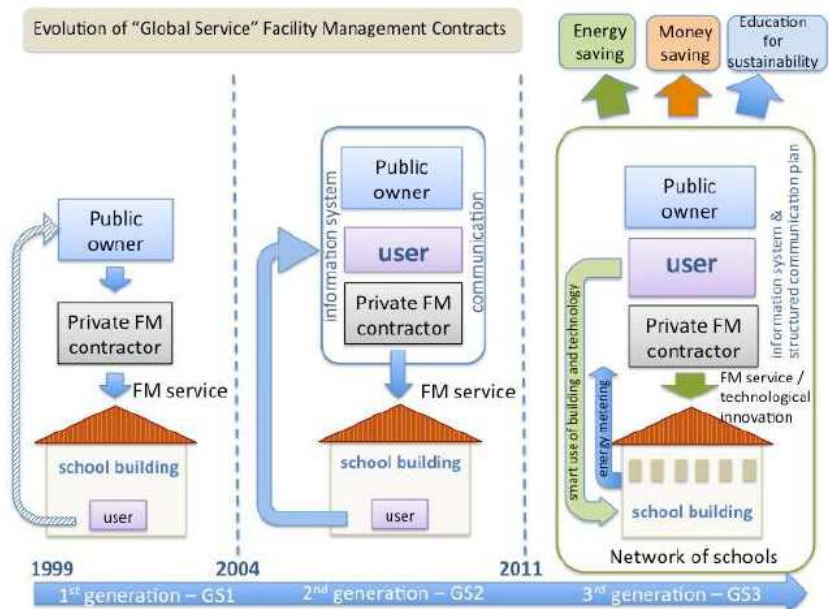 Evolution of “Global Service” Facility Management Contracts
Energy
saving
Money
saving
Education
for
sustainability
Public
owner
Private FM
contractor
FM service
school building
user
Public
owner
user
Private FM
contractor
information system
communication
FM service
school building
user
Public
owner
user
Private FM
contractor
information system &
structured communication plan
smart use of building and technology
energy metering
FM service /
technological
innovation
school building
Network of schools
1999
2004
2011
1st generation – GS1
2nd generation – GS2
3rd generation – GS3